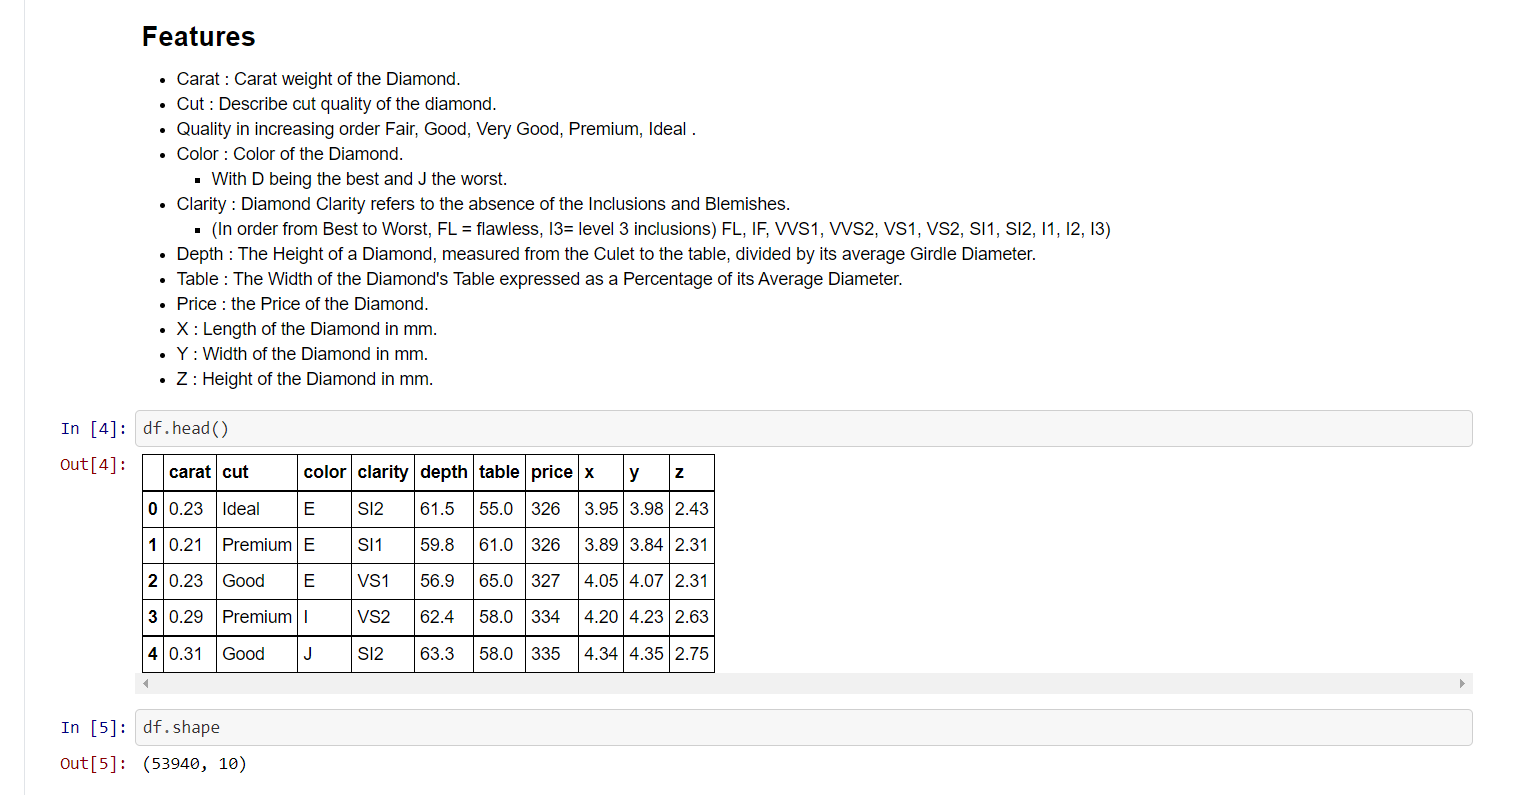 Features
Carat : Carat weight of the Diamond.
Cut : Describe cut quality of the diamond.
Quality in increasing order Fair, Good, Very Good, Premium, Ideal .
Color : Color of the Diamond.
With D being the best and J the worst.
Clarity : Diamond Clarity refers to the absence of the Inclusions and Blemishes.
(In order from Best to Worst, FL = flawless, I3= level 3 inclusions) FL, IF, VVS1, VVS2, VS1, VS2, SI1, SI2, I1, I2, I3)
Depth : The Height of a Diamond, measured from the Culet to the table, divided by its average Girdle Diameter.
Table : The Width of the Diamond's Table expressed as a Percentage of its Average Diameter.
Price : the Price of the Diamond.
X : Length of the Diamond in mm.
Y : Width of the Diamond in mm.
Z : Height of the Diamond in mm.
In [4]: df.head()
Out[4]:
carat cut color clarity depth table price x y z
0 0.23 Ideal E SI2 61.5 55.0 326 3.95 3.98 2.43
1 0.21 Premium E SI1 59.8 61.0 326 3.89 3.84 2.31
2 0.23 Good E VS1 56.9 65.0 327 4.05 4.07 2.31
3 0.29 Premium I VS2 62.4 58.0 334 4.20 4.23 2.63
4 0.31 Good J SI2 63.3 58.0 335 4.34 4.35 2.75
In [5]: df.shape
Out[5]: (53940, 10)